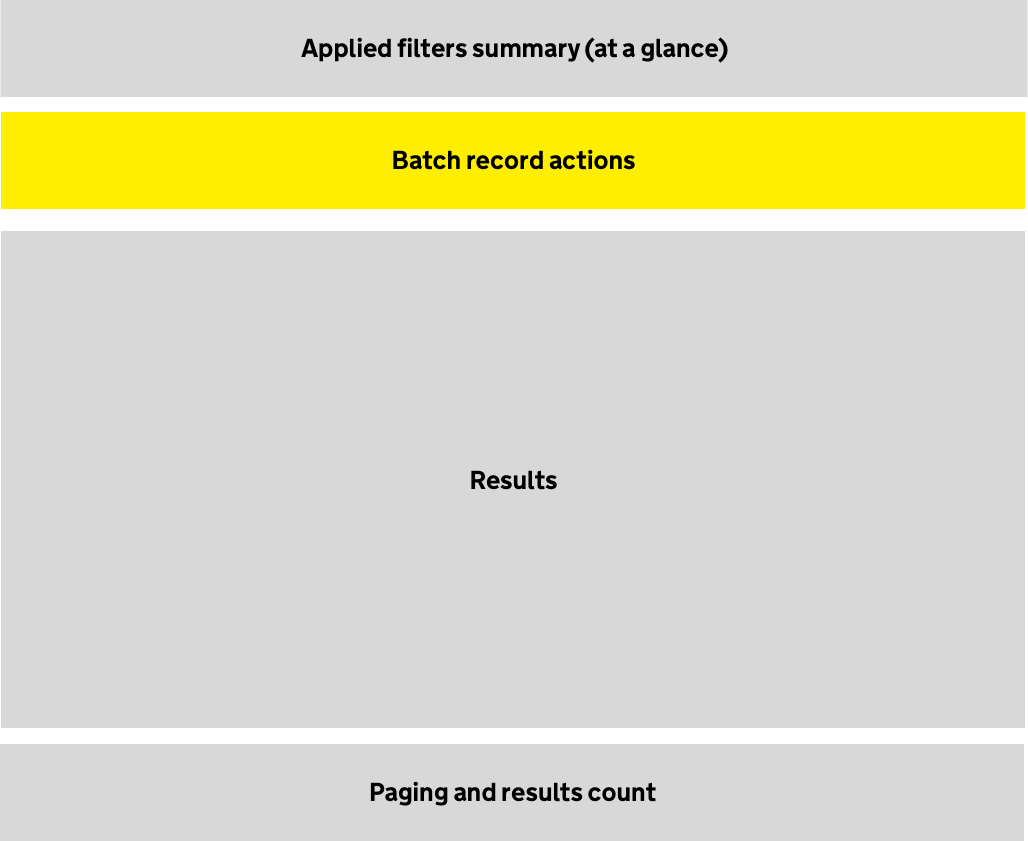 Applied filters summary (at a glance)
Batch record actions
Results
Paging and results count